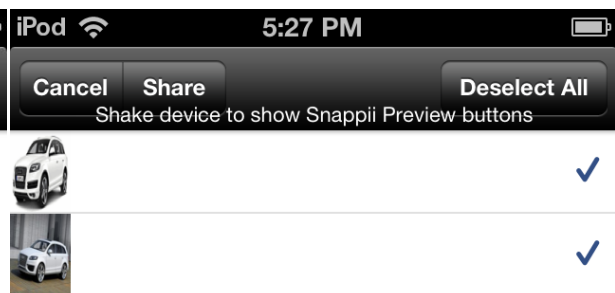 iPod 5:27 PM
Cancel Share Deselect All
Shake device to show Snappii Preview buttons